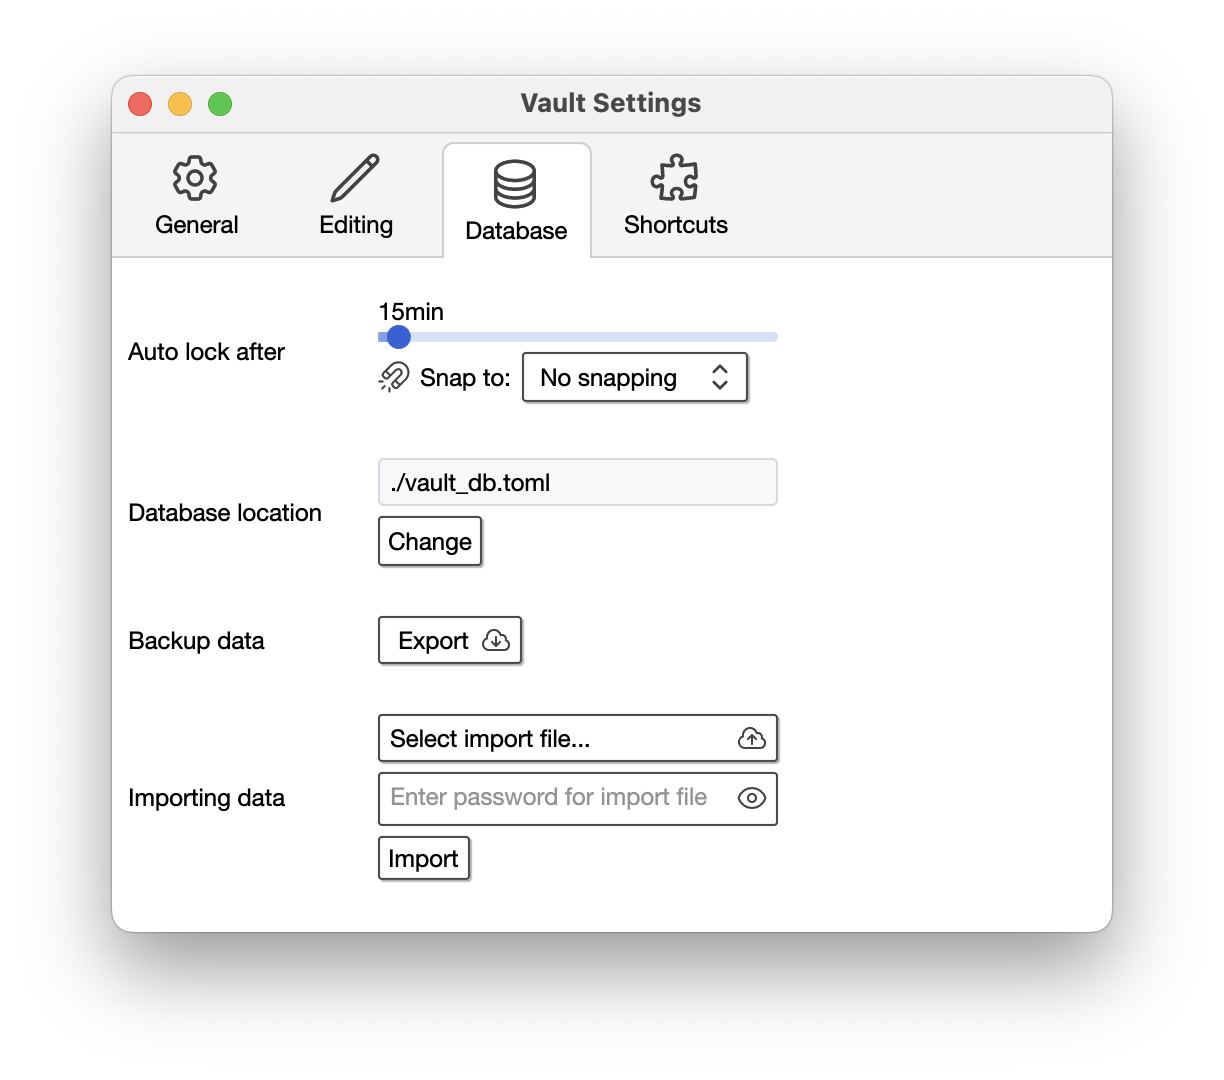 Vault Settings
General
Editing
Database
Shortcuts
15min
Auto lock after
Snap to:
No snapping
./vault_db.toml
Database location
Change
Backup data
Export
Select import file...
Importing data
Enter password for import file
Import